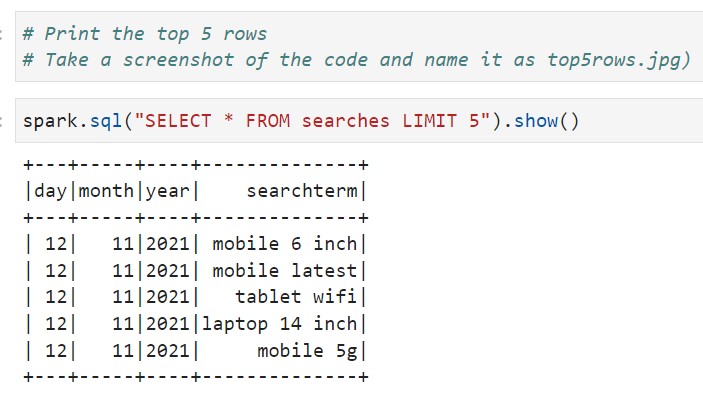 # Print the top 5 rows
# Take a screenshot of the code and name it as top5rows.jpg)
spark.sql("SELECT * FROM searches LIMIT 5").show()
+---+-----+----+--------------+
|day|month|year|    searchterm|
+---+-----+----+--------------+
| 12|   11|2021| mobile 6 inch|
| 12|   11|2021| mobile latest|
| 12|   11|2021|   tablet wifi|
| 12|   11|2021|laptop 14 inch|
| 12|   11|2021|     mobile 5g|
+---+-----+----+--------------+